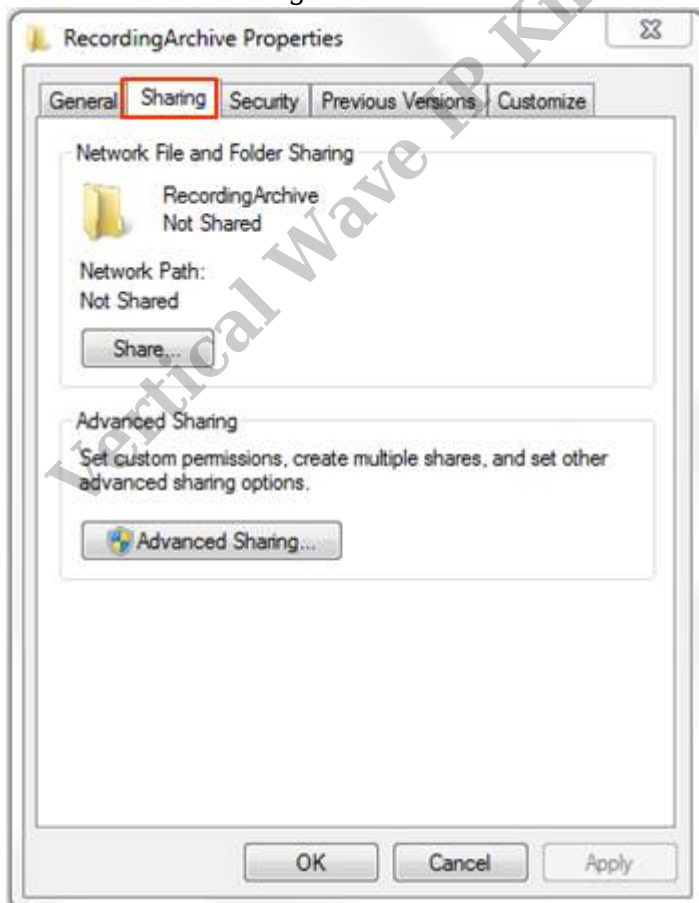 RecordingArchive Properties
General Sharing Security Previous Versions Customize
Network File and Folder Sharing
RecordingArchive
Not Shared
Network Path:
Not Shared
Share...
Advanced Sharing
Set custom permissions, create multiple shares, and set other
advanced sharing options.
Advanced Sharing...
OK Cancel Apply
Vertical Wave IP